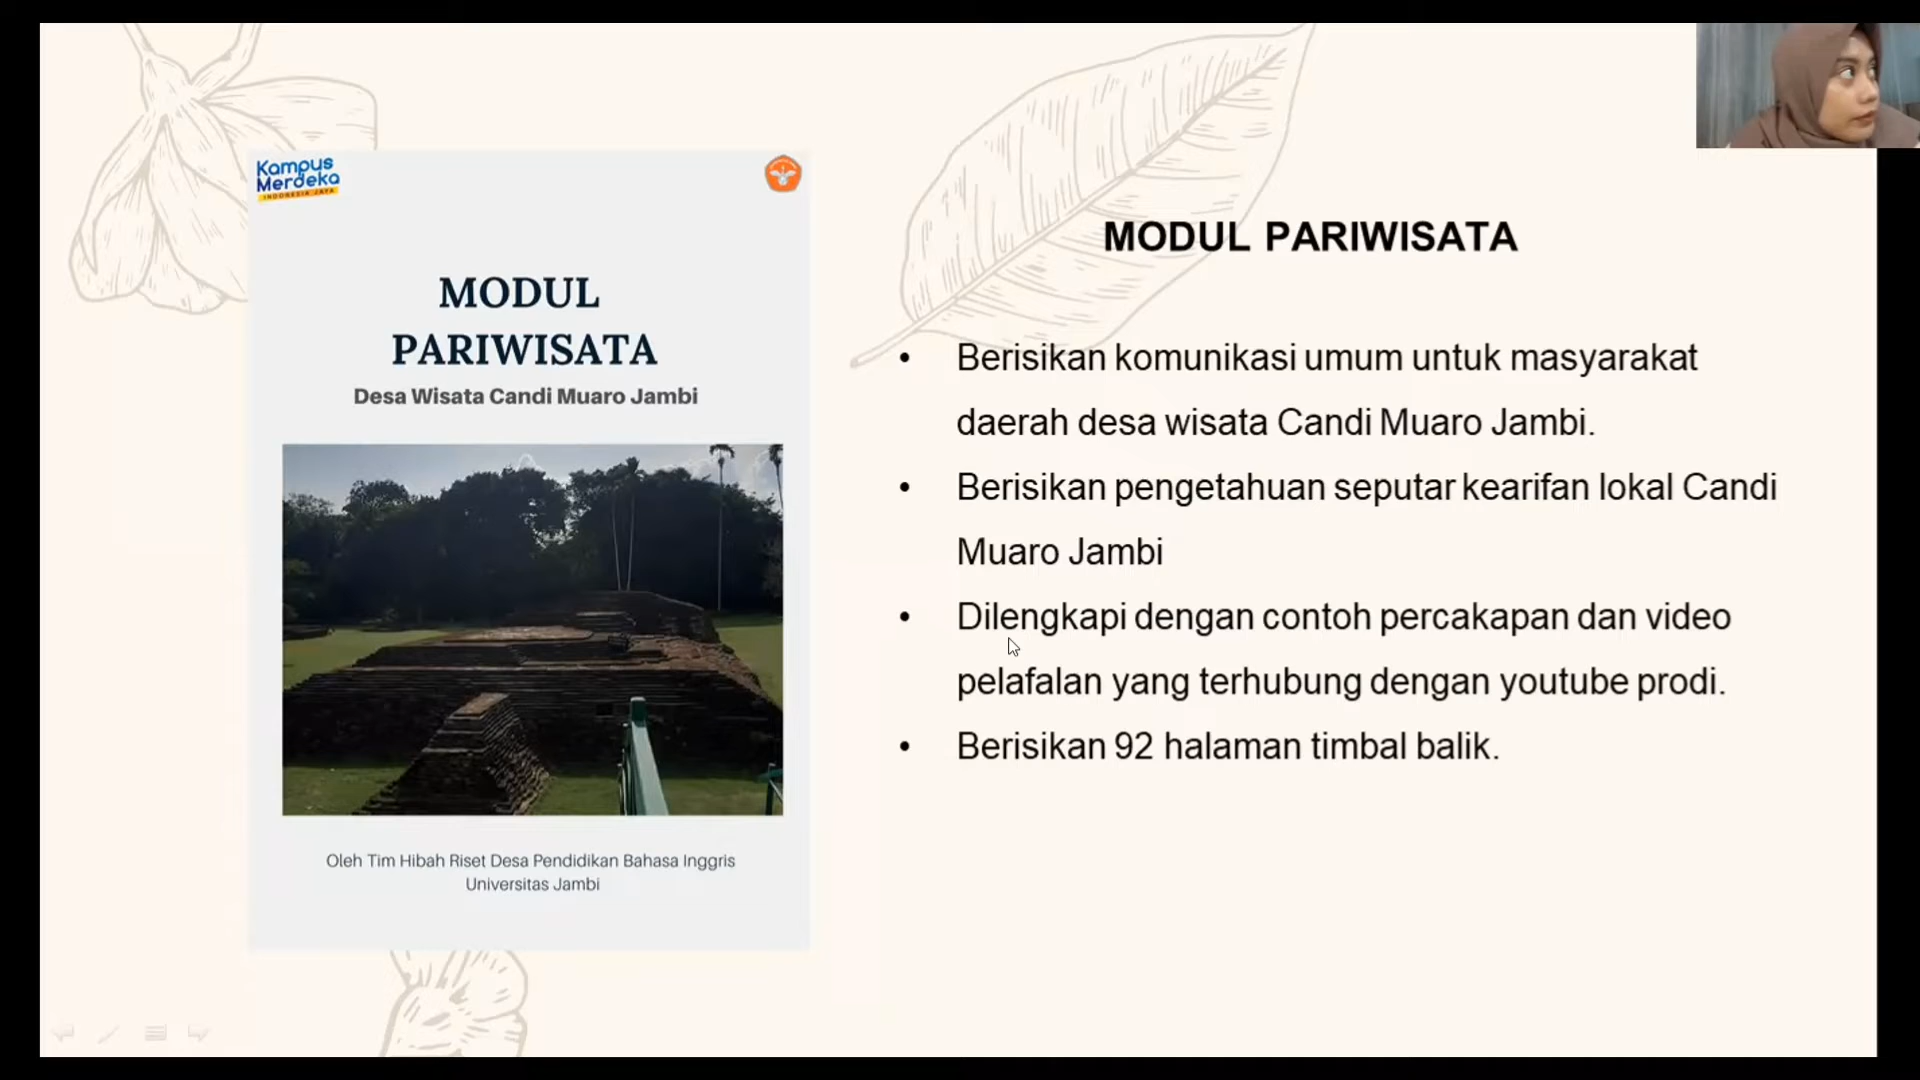 Kampus
Merdeka
INDONESIA JAYA
MODUL
PARIWISATA
Desa Wisata Candi Muaro Jambi
Oleh Tim Hibah Riset Desa Pendidikan Bahasa Inggris
Universitas Jambi
MODUL PARIWISATA
• Berisikan komunikasi umum untuk masyarakat
daerah desa wisata Candi Muaro Jambi.
• Berisikan pengetahuan seputar kearifan lokal Candi
Muaro Jambi
• Dilengkapi dengan contoh percakapan dan video
pelafalan yang terhubung dengan youtube prodi.
• Berisikan 92 halaman timbal balik.